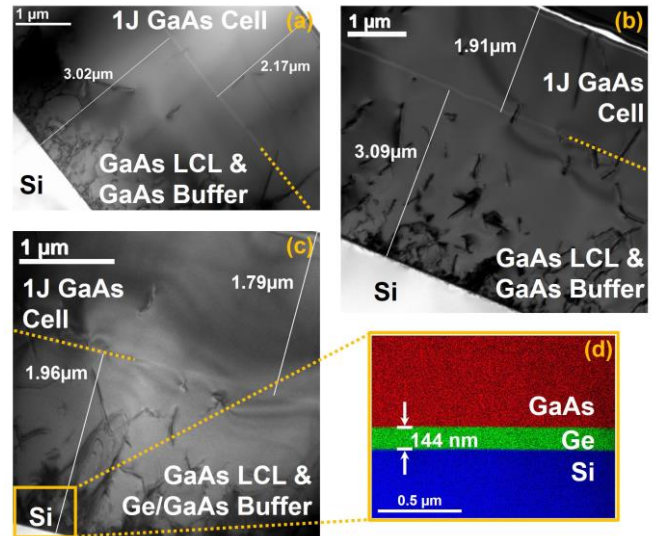 1 µm
(a)
1J GaAs Cell
3.02µm
2.17µm
GaAs LCL &
GaAs Buffer
Si
(b)
1 µm
1.91µm
1J GaAs
Cell
3.09µm
GaAs LCL &
GaAs Buffer
Si
(c)
1 µm
1J GaAs
Cell
1.79µm
1.96µm
GaAs LCL &
Ge/GaAs Buffer
Si
(d)
GaAs
144 nm
Ge
Si
0.5 µm